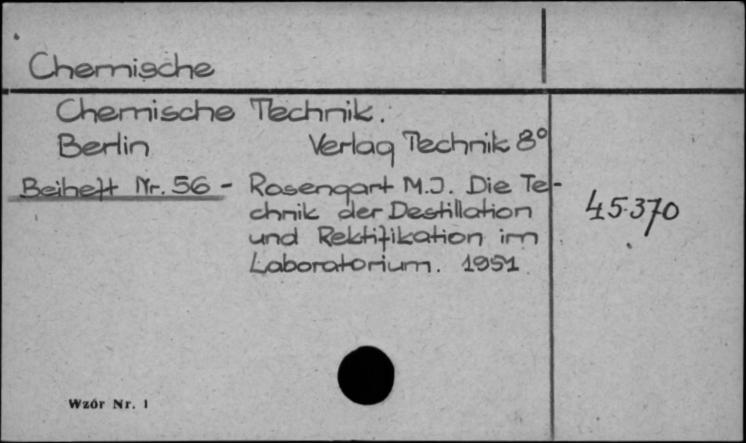 Chemische
Chemische Technik.
Berlin Verlag Technik 8°
Beiheft Nr. 56 - Rosengart M.J. Die Te-
chnik der Destillation
und Rektifikation im
Laboratorium. 1951
45370
Wzór Nr. 1